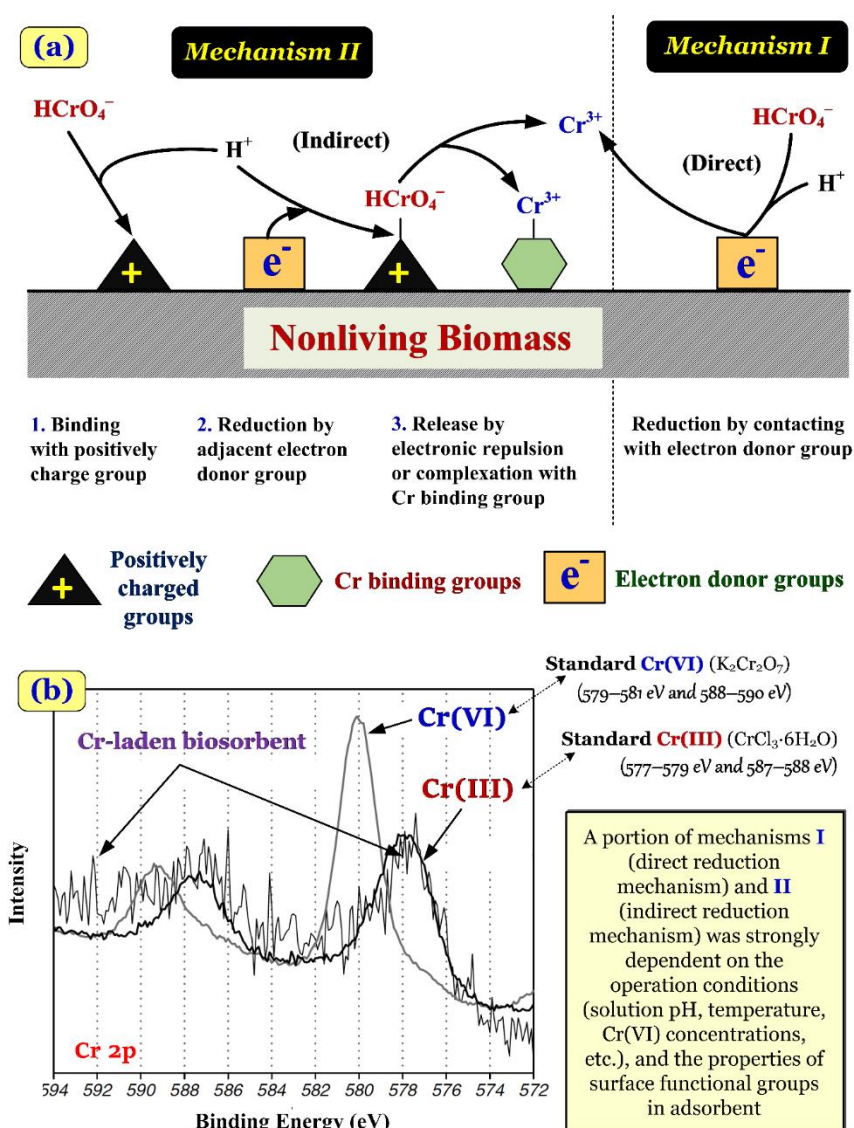 (a)
Mechanism II
Mechanism I
HCrO₄⁻
H⁺
(Indirect)
HCrO₄⁻
Cr³⁺
Cr³⁺
(Direct)
HCrO₄⁻
H⁺
+
e⁻
+
e⁻
Nonliving Biomass
1. Binding
with positively
charge group
2. Reduction by
adjacent electron
donor group
3. Release by
electronic repulsion
or complexation with
Cr binding group
Reduction by contacting
with electron donor group
+
Positively
charged
groups
Cr binding groups
e⁻
Electron donor groups
(b)
Standard Cr(VI) (K₂Cr₂O₇)
(579–581 eV and 588–590 eV)
Standard Cr(III) (CrCl₃·6H₂O)
(577–579 eV and 587–588 eV)
Cr-laden biosorbent
Cr(VI)
Cr(III)
Intensity
Cr 2p
594 592 590 588 586 584 582 580 578 576 574 572
Binding Energy (eV)
A portion of mechanisms I
(direct reduction
mechanism) and II
(indirect reduction
mechanism) was strongly
dependent on the
operation conditions
(solution pH, temperature,
Cr(VI) concentrations,
etc.), and the properties of
surface functional groups
in adsorbent